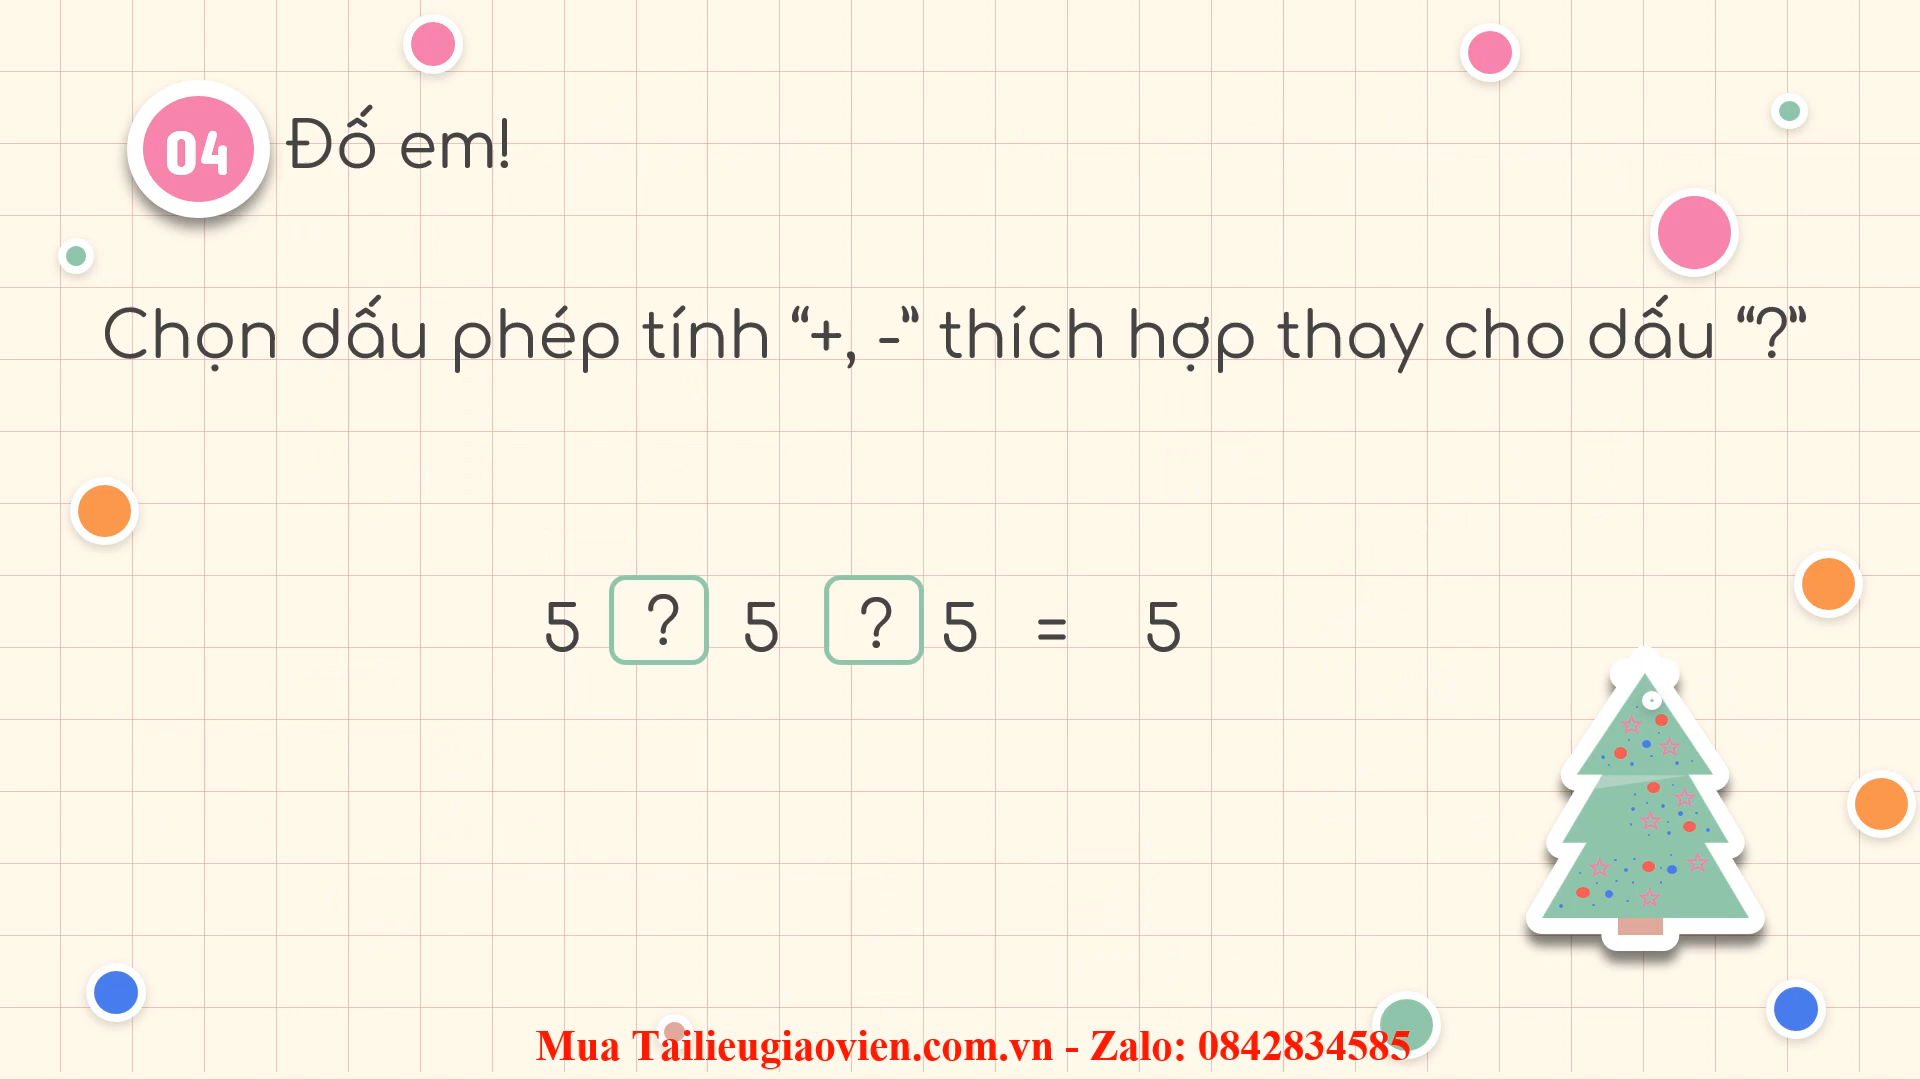 04 Đố em!
Chọn dấu phép tính “+, -” thích hợp thay cho dấu “?”
5 ? 5 ? 5 = 5
Mua Tailieugiaovien.com.vn - Zalo: 0842834585